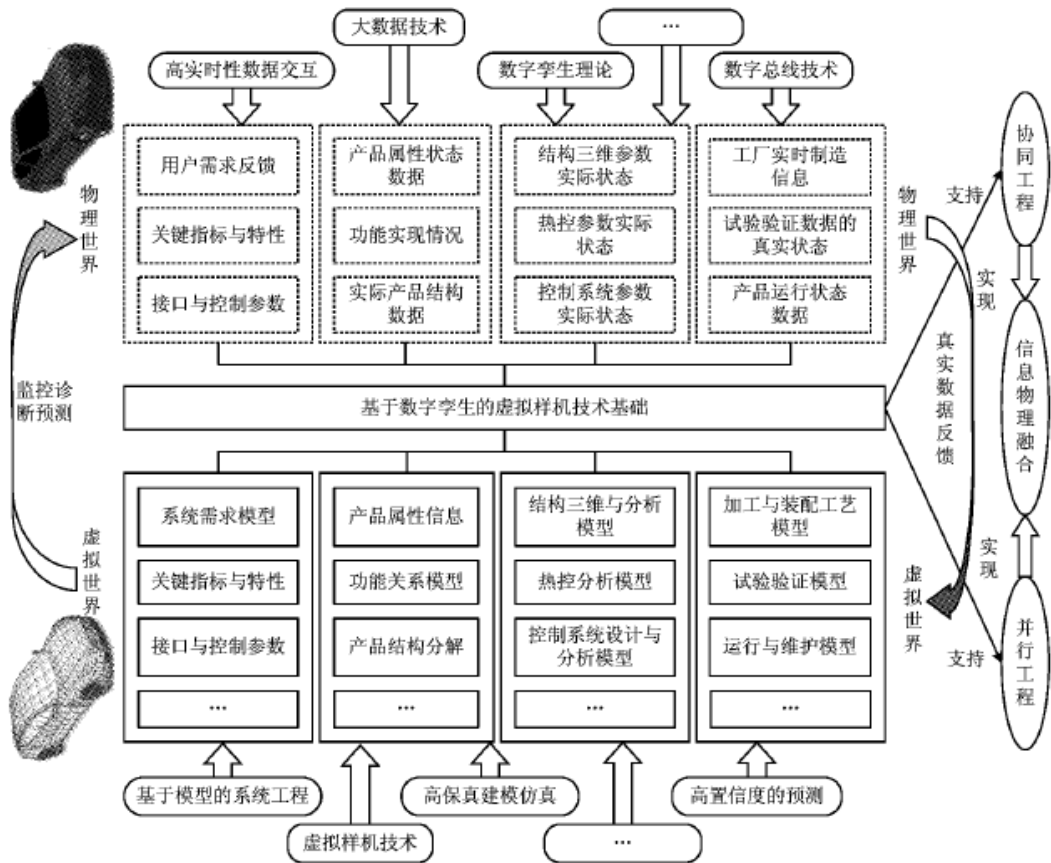 大数据技术
…
高实时性数据交互
数字孪生理论
数字总线技术
用户需求反馈
关键指标与特性
接口与控制参数
产品属性状态
数据
功能实现情况
实际产品结构
数据
结构三维参数
实际状态
热控参数实际
状态
控制系统参数
实际状态
工厂实时制造
信息
试验验证数据的
真实状态
产品运行状态
数据
物理世界
物理世界
监控诊
断预测
基于数字孪生的虚拟样机技术基础
真实数据反馈
支持
实现
协同工程
信息物理融合
系统需求模型
关键指标与特性
接口与控制参数
…
产品属性信息
功能关系模型
产品结构分解
…
结构三维与分析
模型
热控分析模型
控制系统设计与
分析模型
…
加工与装配工艺
模型
试验验证模型
运行与维护模型
…
虚拟世界
虚拟世界
实现
支持
并行工程
基于模型的系统工程
高保真建模仿真
高置信度的预测
虚拟样机技术
…